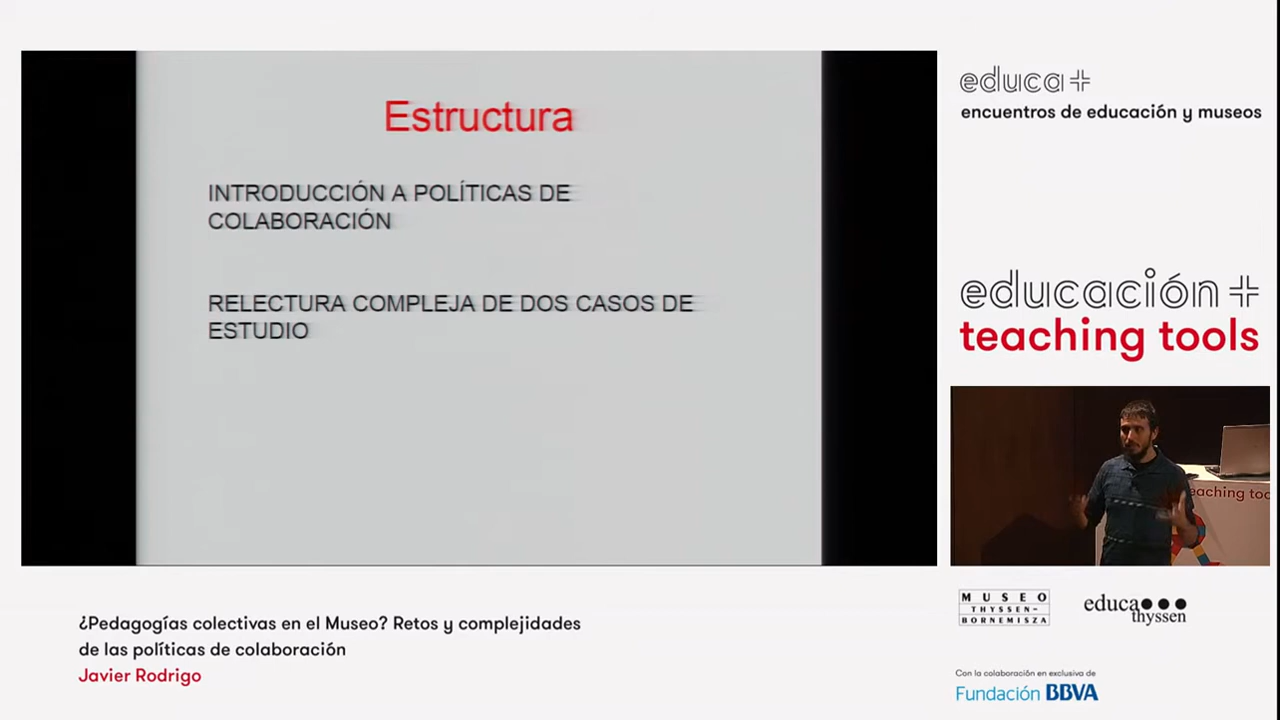 Estructura
INTRODUCCIÓN A POLÍTICAS DE
COLABORACIÓN
RELECTURA COMPLEJA DE DOS CASOS DE
ESTUDIO
educa+
encuentros de educación y museos
educación+
teaching tools
eaching too
¿Pedagogías colectivas en el Museo? Retos y complejidades
de las políticas de colaboración
Javier Rodrigo
MUSEO
THYSSEN-
BORNEMISZA
educa
thyssen
Con la colaboración en exclusiva de
Fundación BBVA